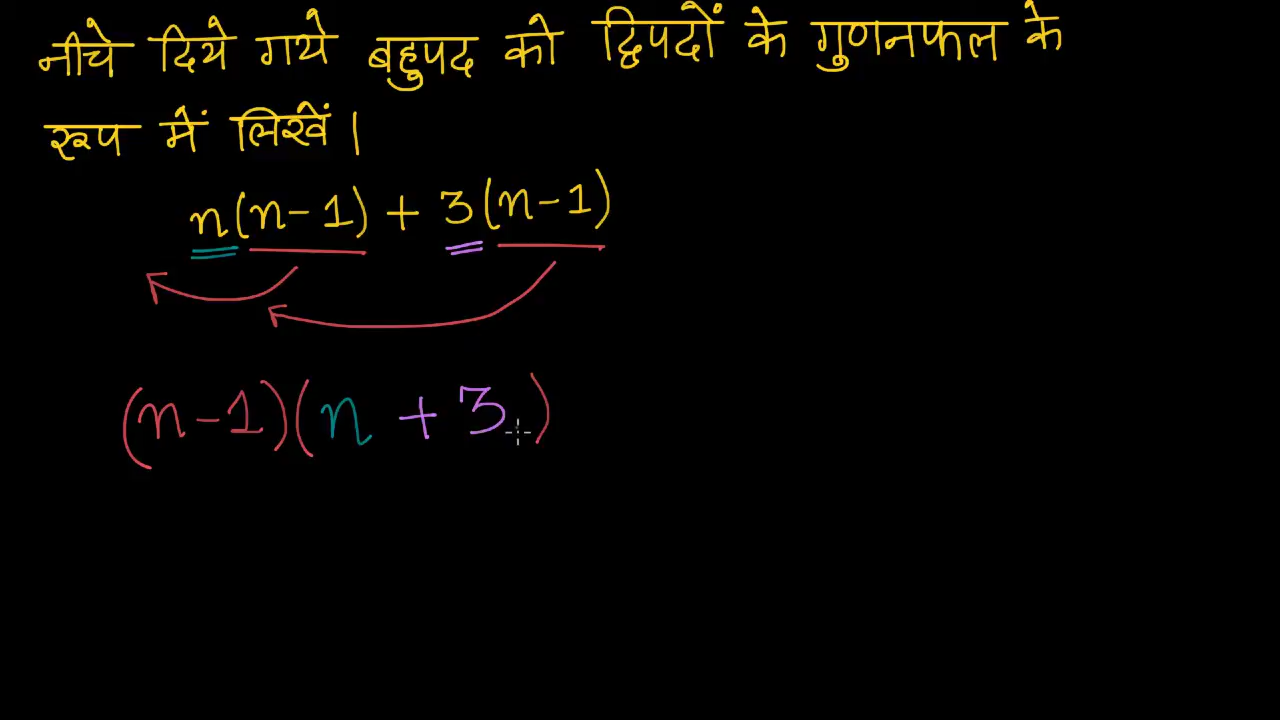 नीचे दिये गये बहुपद को द्विपदों के गुणनफल के
रूप में लिखें।
n(n-1) + 3(n-1)
(n-1)(n + 3)